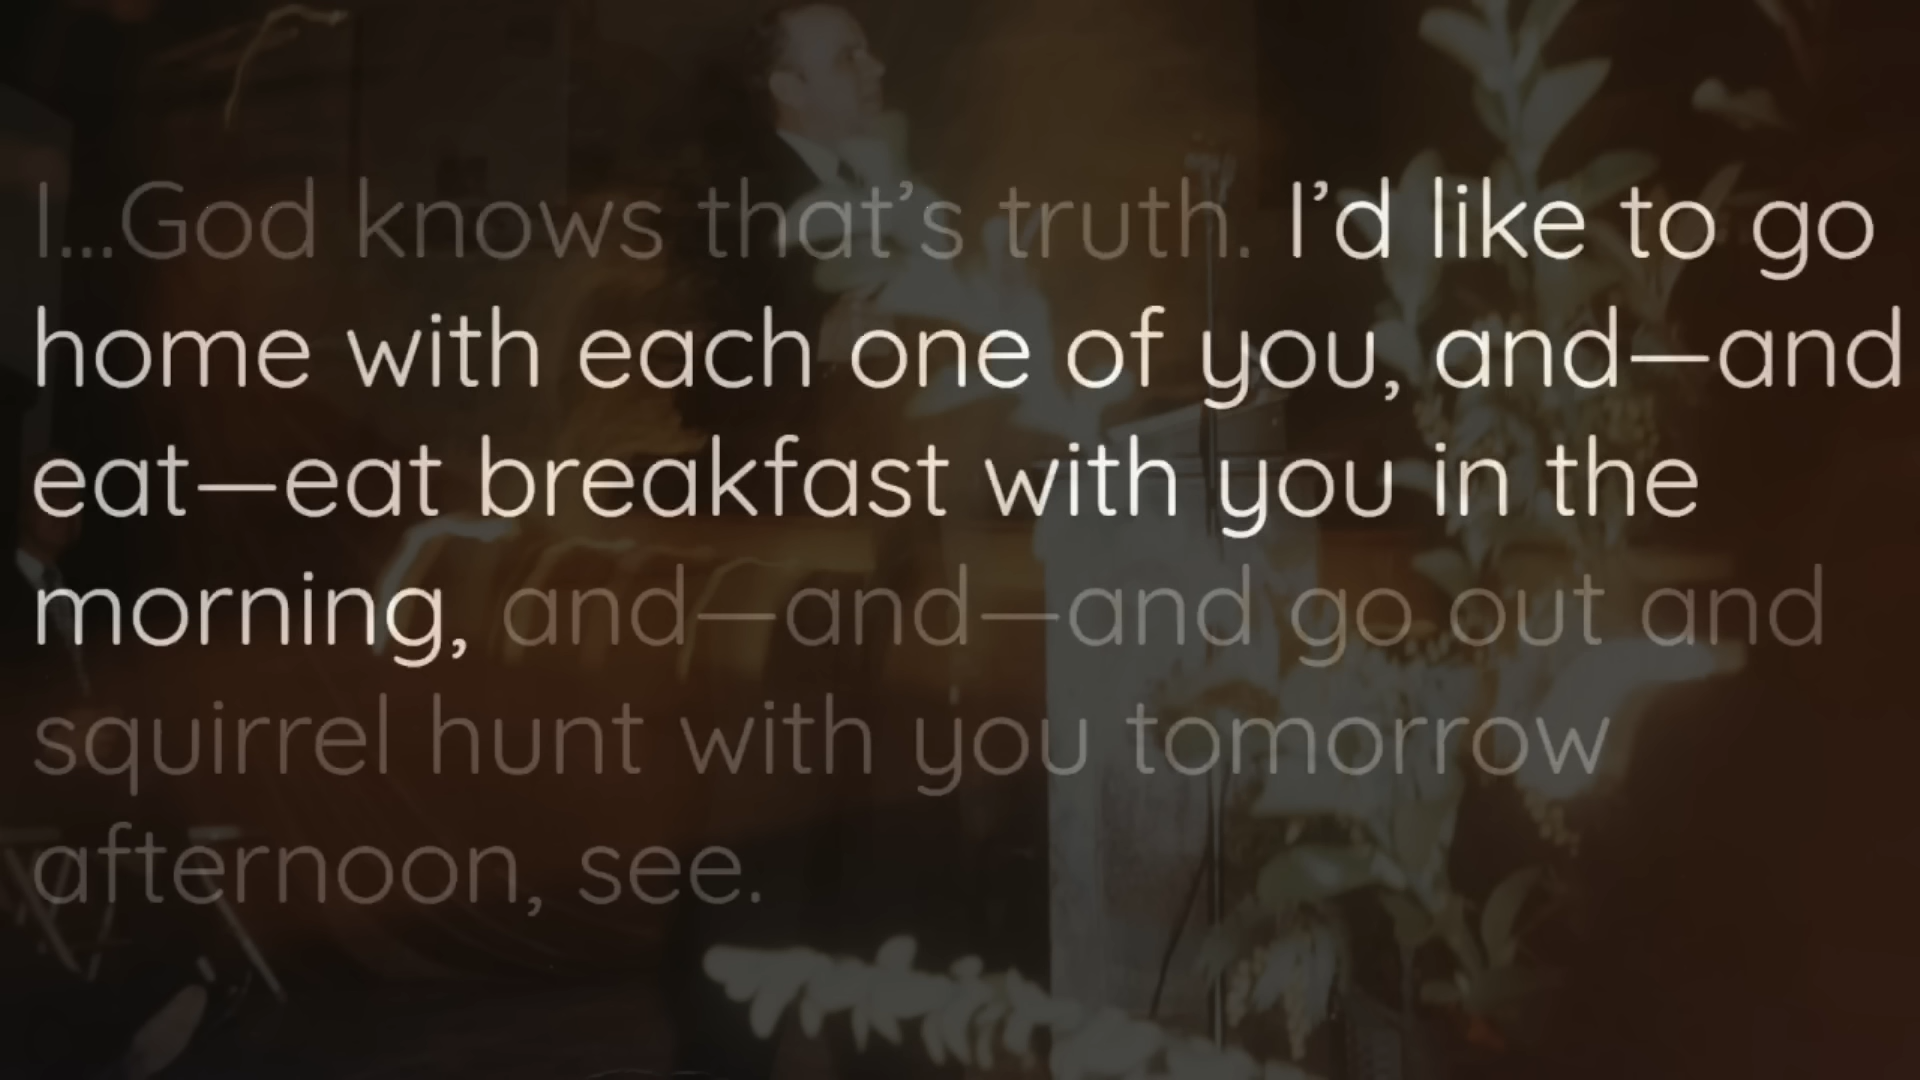 I...God knows that’s truth. I’d like to go
home with each one of you, and—and
eat—eat breakfast with you in the
morning, and—and—and go out and
squirrel hunt with you tomorrow
afternoon, see.